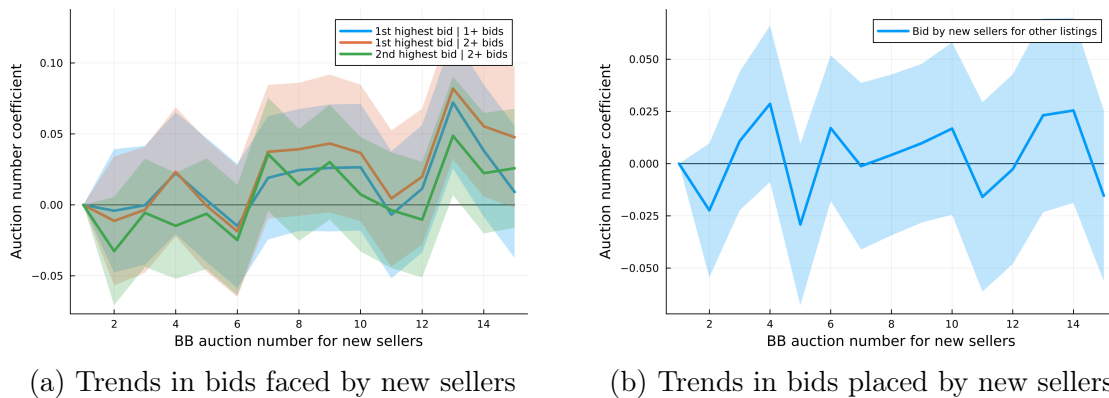 1st highest bid | 1+ bids
1st highest bid | 2+ bids
2nd highest bid | 2+ bids
Auction number coefficient
0.10
0.05
0.00
−0.05
2 4 6 8 10 12 14
BB auction number for new sellers
(a) Trends in bids faced by new sellers
Bid by new sellers for other listings
Auction number coefficient
0.050
0.025
0.000
−0.025
−0.050
2 4 6 8 10 12 14
BB auction number for new sellers
(b) Trends in bids placed by new sellers